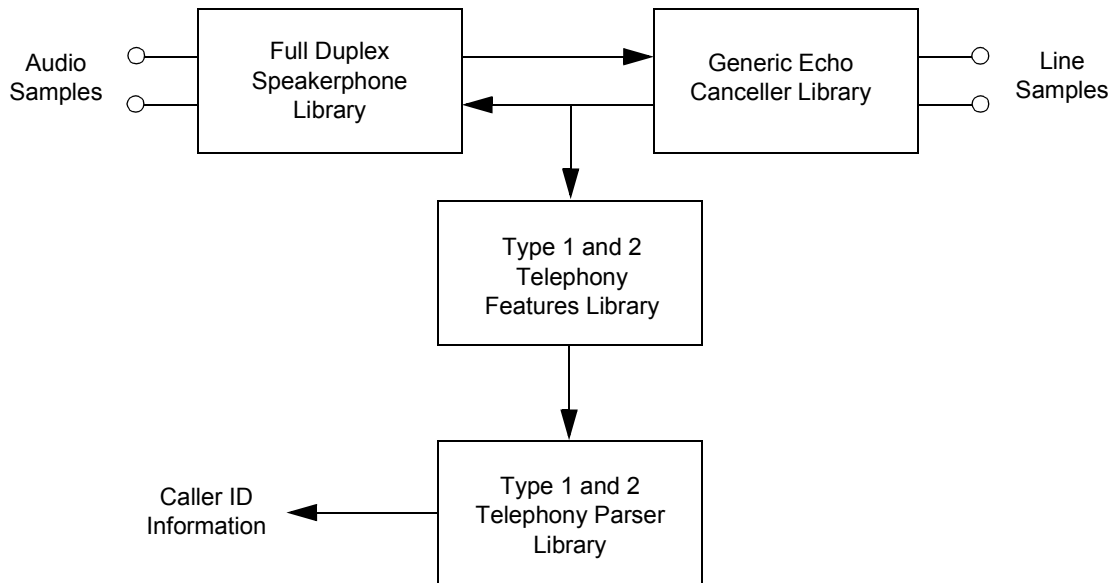 Audio
Samples
Full Duplex
Speakerphone
Library
Generic Echo
Canceller Library
Line
Samples
Type 1 and 2
Telephony
Features Library
Type 1 and 2
Telephony Parser
Library
Caller ID
Information